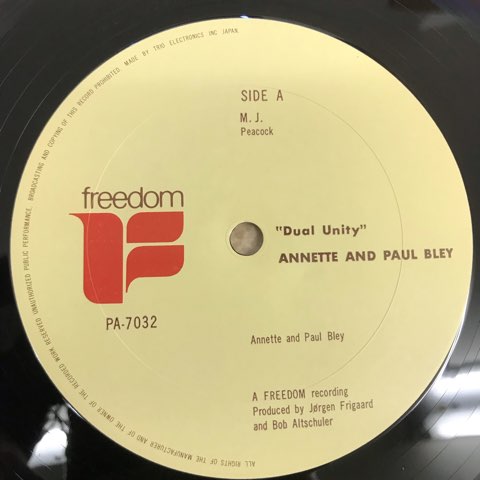 SIDE A
M. J.
Peacock
freedom
"Dual Unity"
ANNETTE AND PAUL BLEY
PA-7032
Annette and Paul Bley
A FREEDOM recording
Produced by Jørgen Frigaard
and Bob Altschuler
ALL RIGHTS OF THE MANUFACTURER AND OF THE OWNER OF THE RECORDED WORK RESERVED UNAUTHORIZED PUBLIC PERFORMANCE, BROADCASTING AND COPYING OF THIS RECORD PROHIBITED. MADE BY TRIO ELECTRONICS INC JAPAN.